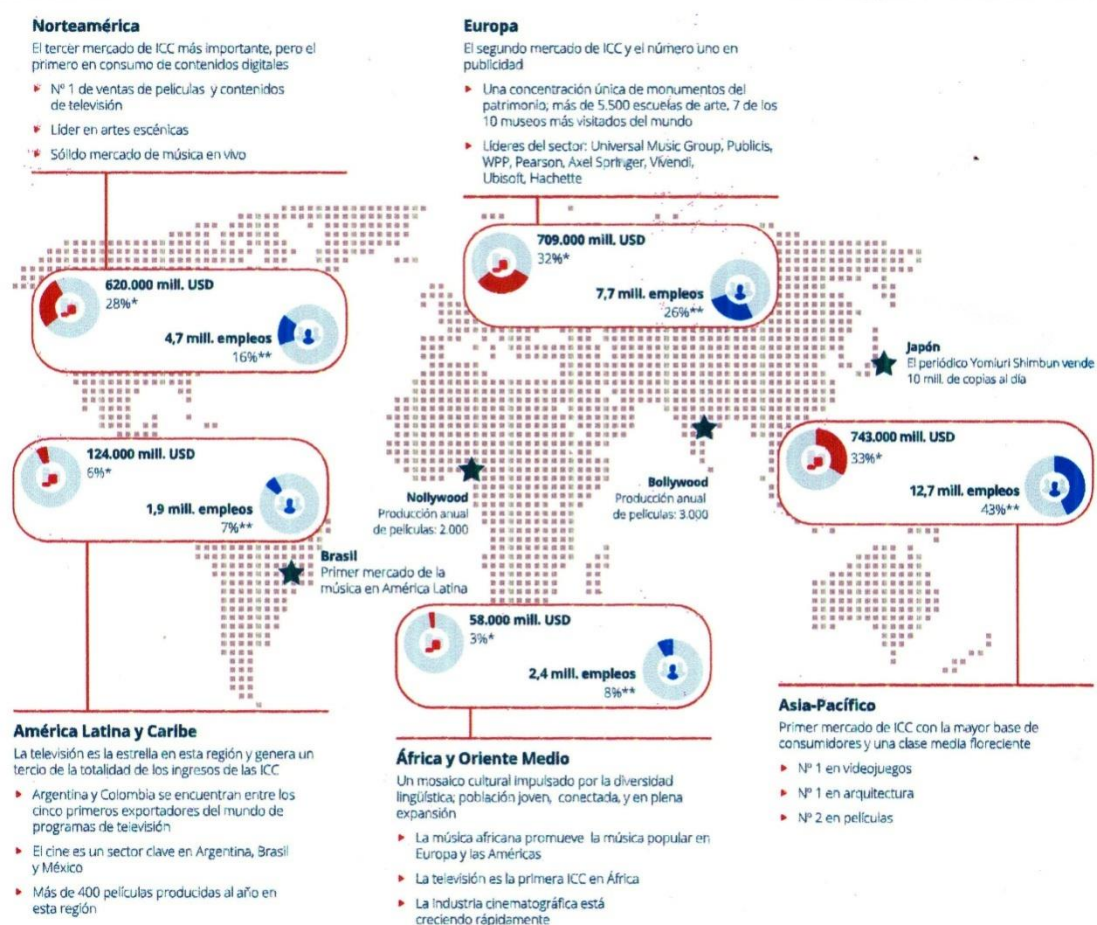 Norteamérica
El tercer mercado de ICC más importante, pero el
primero en consumo de contenidos digitales
Nº 1 de ventas de películas y contenidos
de televisión
Líder en artes escénicas
Sólido mercado de música en vivo
Europa
El segundo mercado de ICC y el número uno en
publicidad
Una concentración única de monumentos del
patrimonio; más de 5.500 escuelas de arte. 7 de los
10 museos más visitados del mundo
Líderes del sector: Universal Music Group, Publicis,
WPP, Pearson, Axel Springer, Vivendi,
Ubisoft, Hachette
620.000 mill. USD
28%*
4,7 mill. empleos
16%**
709.000 mill. USD
32%*
7,7 mill. empleos
26%**
Japón
El periódico Yomiuri Shimbun vende
10 mill. de copias al día
124.000 mill. USD
6%*
1,9 mill. empleos
7%**
Nollywood
Producción anual
de películas: 2.000
Bollywood
Producción anual
de películas: 3.000
743.000 mill. USD
33%*
12,7 mill. empleos
43%**
Brasil
Primer mercado de la
música en América Latina
58.000 mill. USD
3%*
2,4 mill. empleos
8%**
América Latina y Caribe
La televisión es la estrella en esta región y genera un
tercio de la totalidad de los ingresos de las ICC
Argentina y Colombia se encuentran entre los
cinco primeros exportadores del mundo de
programas de televisión
El cine es un sector clave en Argentina, Brasil
y México
Más de 400 películas producidas al año en
esta región
África y Oriente Medio
Un mosaico cultural impulsado por la diversidad
lingüística; población joven, conectada, y en plena
expansión
La música africana promueve la música popular en
Europa y las Américas
La televisión es la primera ICC en África
La industria cinematográfica está
creciendo rápidamente
Asia-Pacífico
Primer mercado de ICC con la mayor base de
consumidores y una clase media floreciente
Nº 1 en videojuegos
Nº 1 en arquitectura
Nº 2 en películas